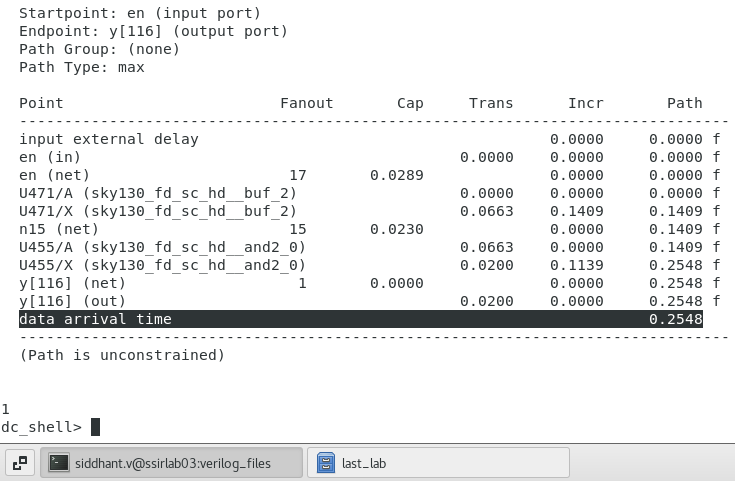 Startpoint: en (input port)
Endpoint: y[116] (output port)
Path Group: (none)
Path Type: max
Point Fanout Cap Trans Incr Path
--------------------------------------------------------------------------------
input external delay 0.0000 0.0000 f
en (in) 0.0000 0.0000 0.0000 f
en (net) 17 0.0289 0.0000 0.0000 f
U471/A (sky130_fd_sc_hd__buf_2) 0.0000 0.0000 0.0000 f
U471/X (sky130_fd_sc_hd__buf_2) 0.0663 0.1409 0.1409 f
n15 (net) 15 0.0230 0.0000 0.1409 f
U455/A (sky130_fd_sc_hd__and2_0) 0.0663 0.0000 0.1409 f
U455/X (sky130_fd_sc_hd__and2_0) 0.0200 0.1139 0.2548 f
y[116] (net) 1 0.0000 0.0000 0.2548 f
y[116] (out) 0.0200 0.0000 0.2548 f
data arrival time 0.2548
--------------------------------------------------------------------------------
(Path is unconstrained)
1
dc_shell>
siddhant.v@ssirlab03:verilog_files last_lab